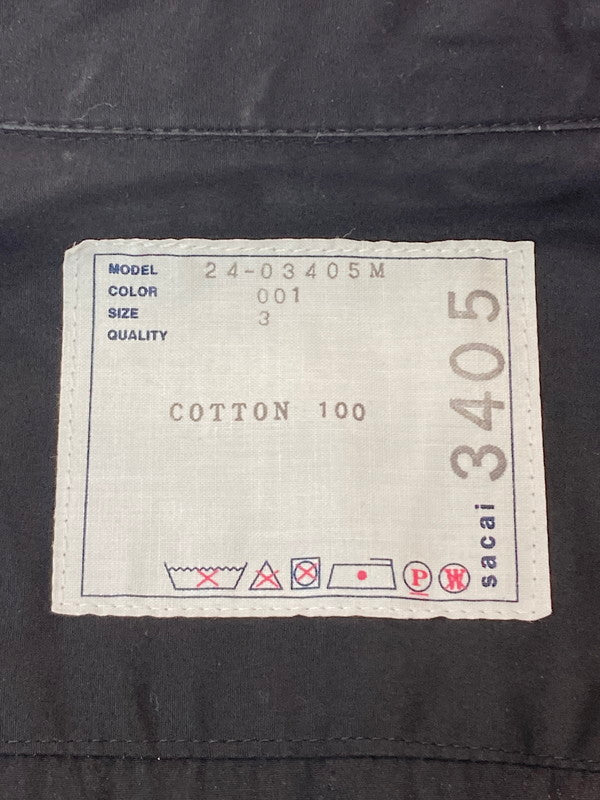 MODEL 24-03405M
COLOR 001
SIZE 3
QUALITY
COTTON 100
sacai 3405
P
W